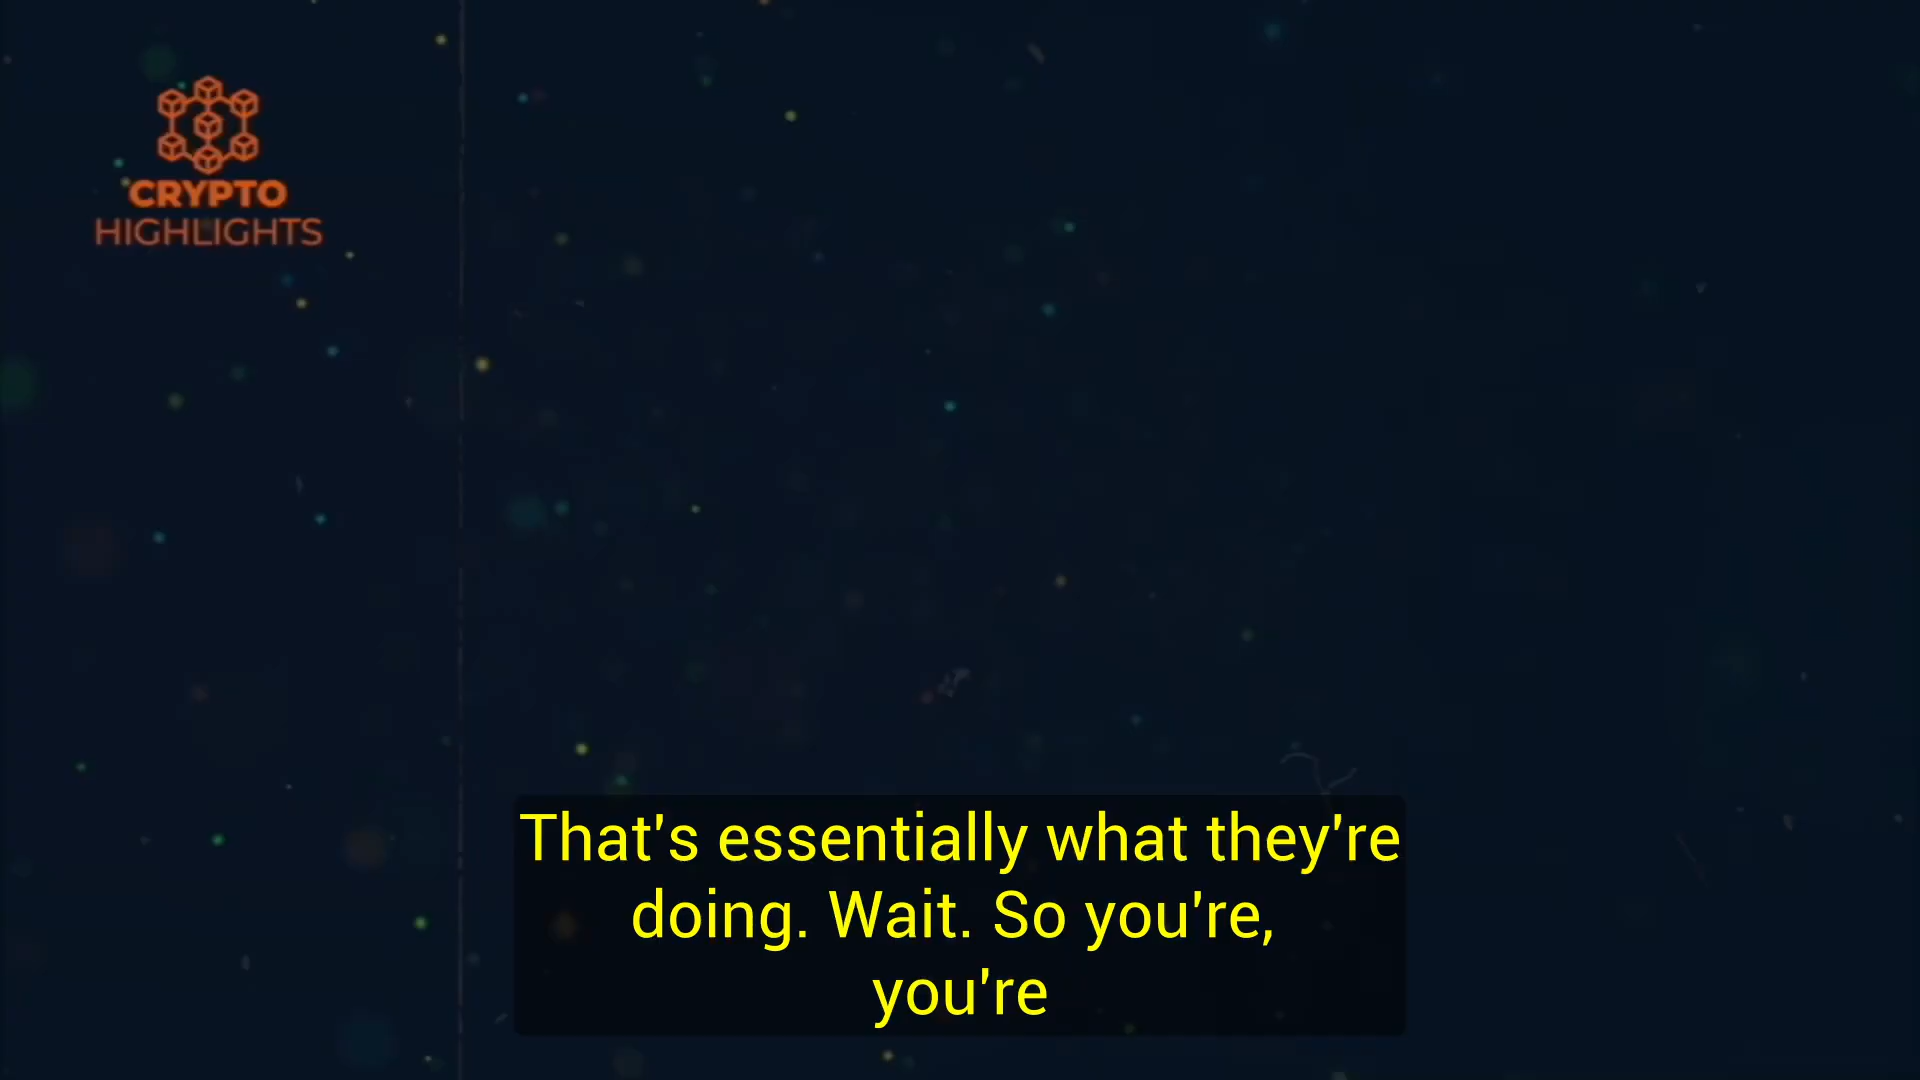 CRYPTO
HIGHLIGHTS
That's essentially what they're
doing. Wait. So you're,
you're